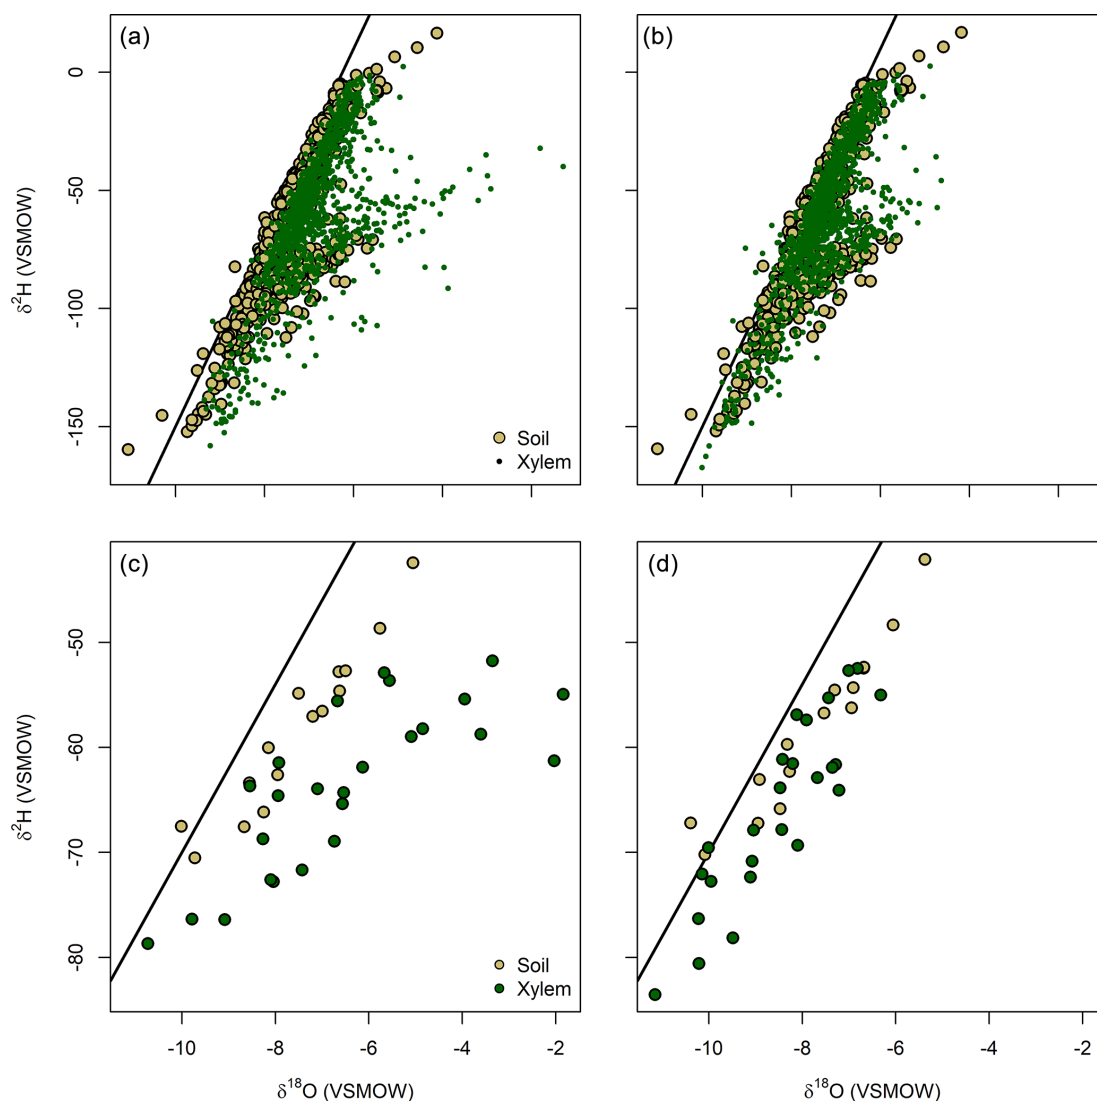 (a)
(b)
0
-50
-100
-150
δ²H (VSMOW)
Soil
Xylem
(c)
(d)
-50
-60
-70
-80
δ²H (VSMOW)
Soil
Xylem
-10 -8 -6 -4 -2
-10 -8 -6 -4 -2
δ¹⁸O (VSMOW)
δ¹⁸O (VSMOW)